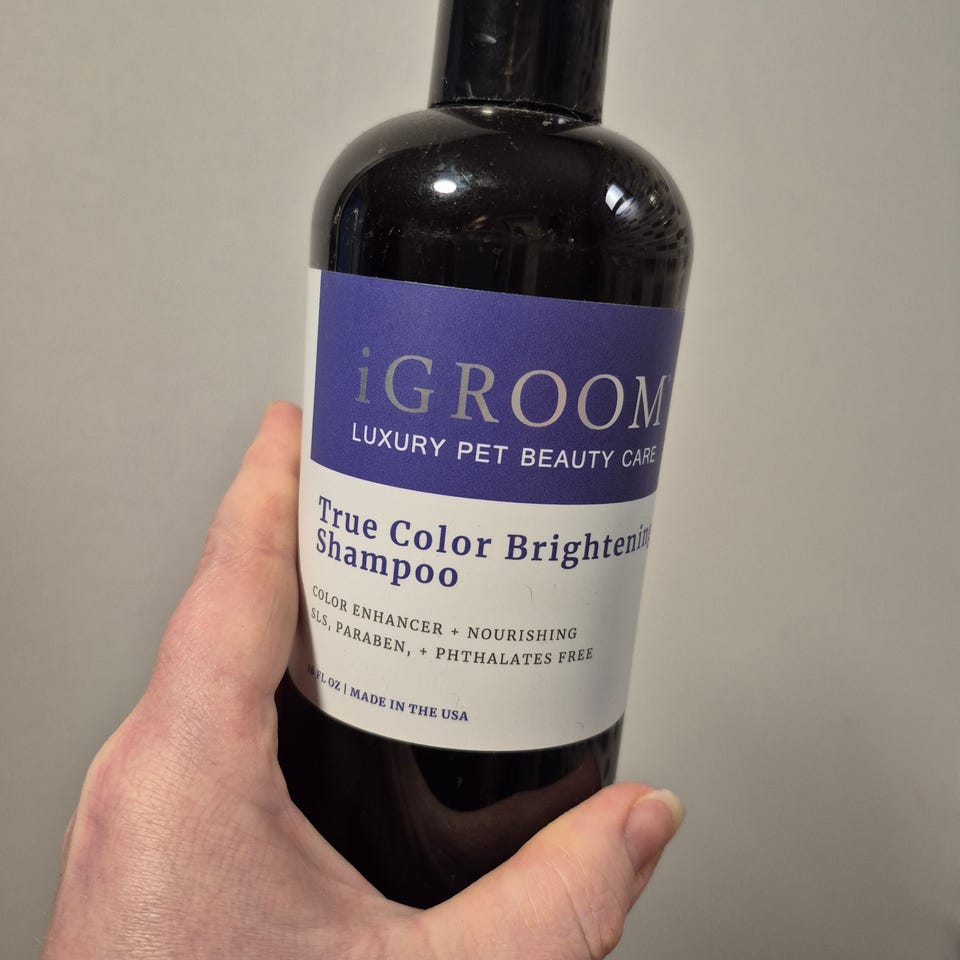 iGROOM
LUXURY PET BEAUTY CARE
True Color Brightening
Shampoo
COLOR ENHANCER + NOURISHING
SLS, PARABEN, + PHTHALATES FREE
16 FL OZ | MADE IN THE USA